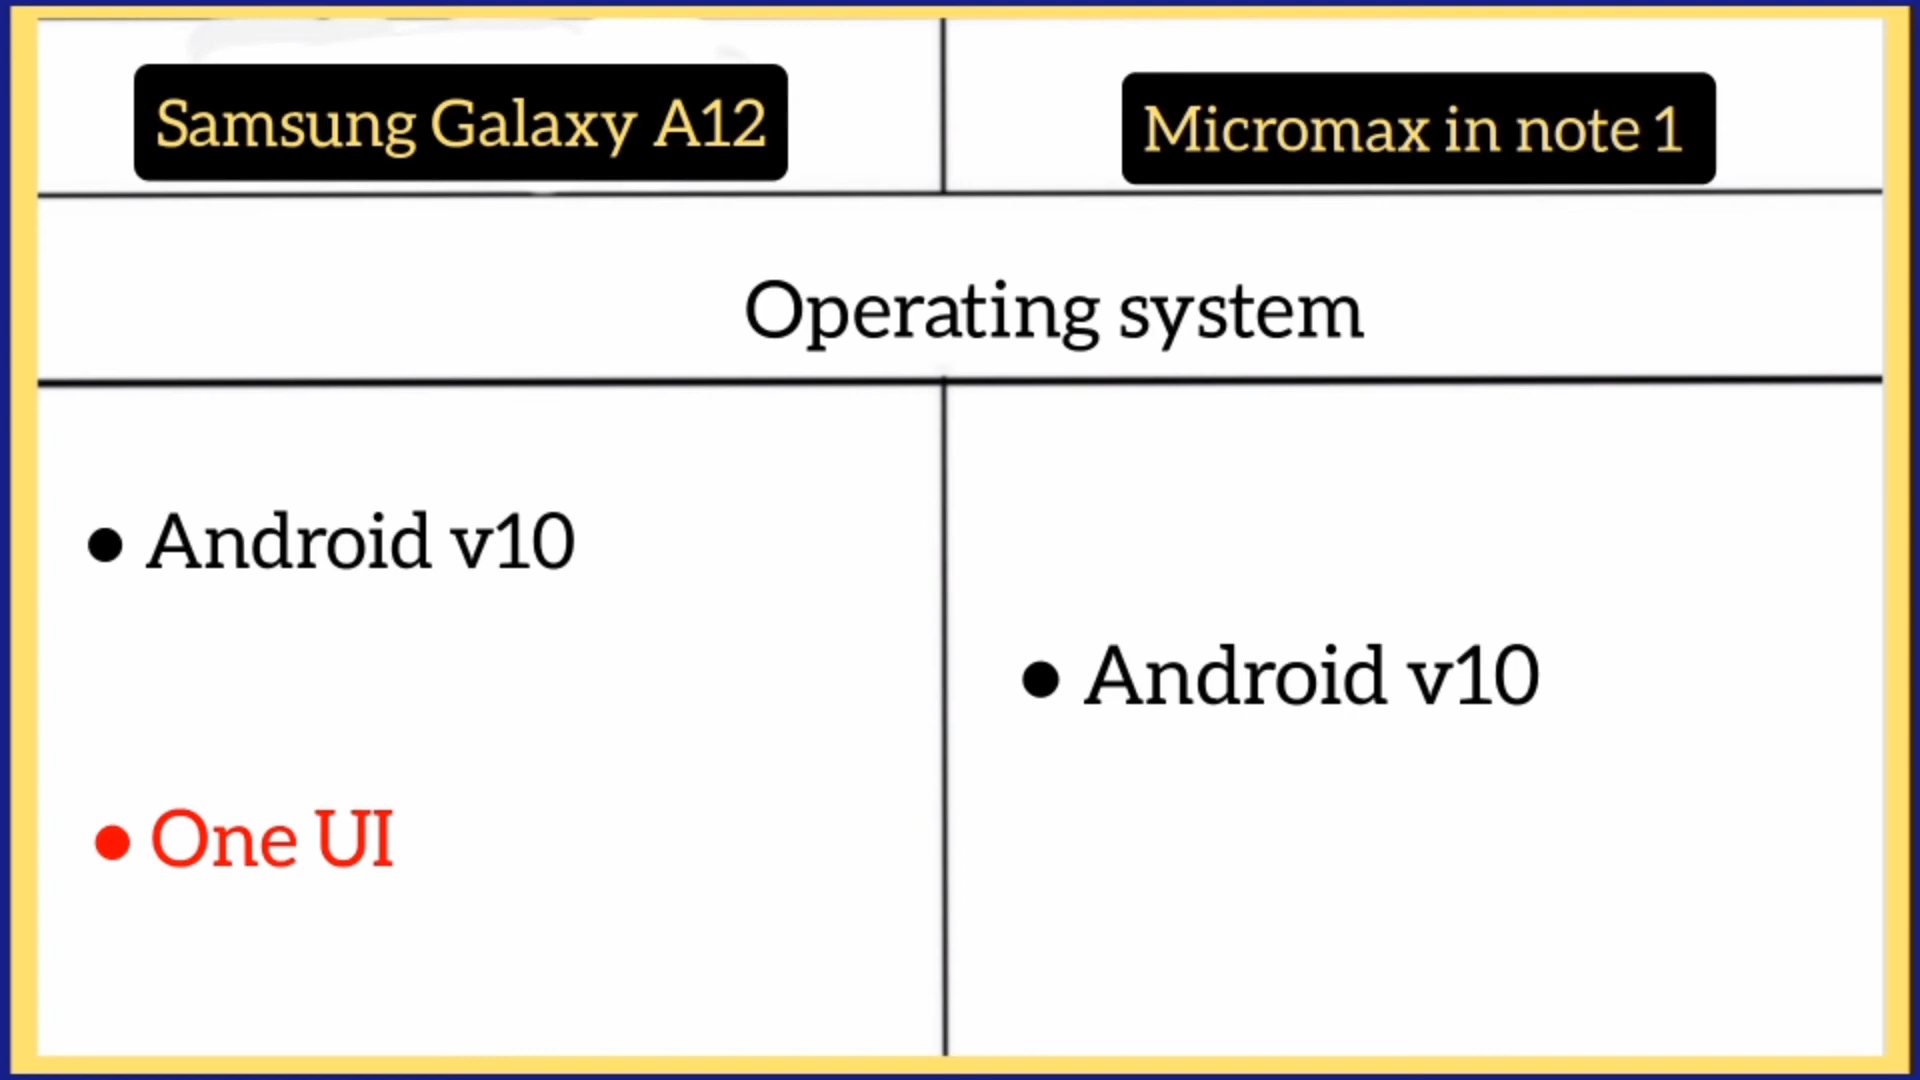 Samsung Galaxy A12
Micromax in note 1
Operating system
• Android v10
• One UI
• Android v10